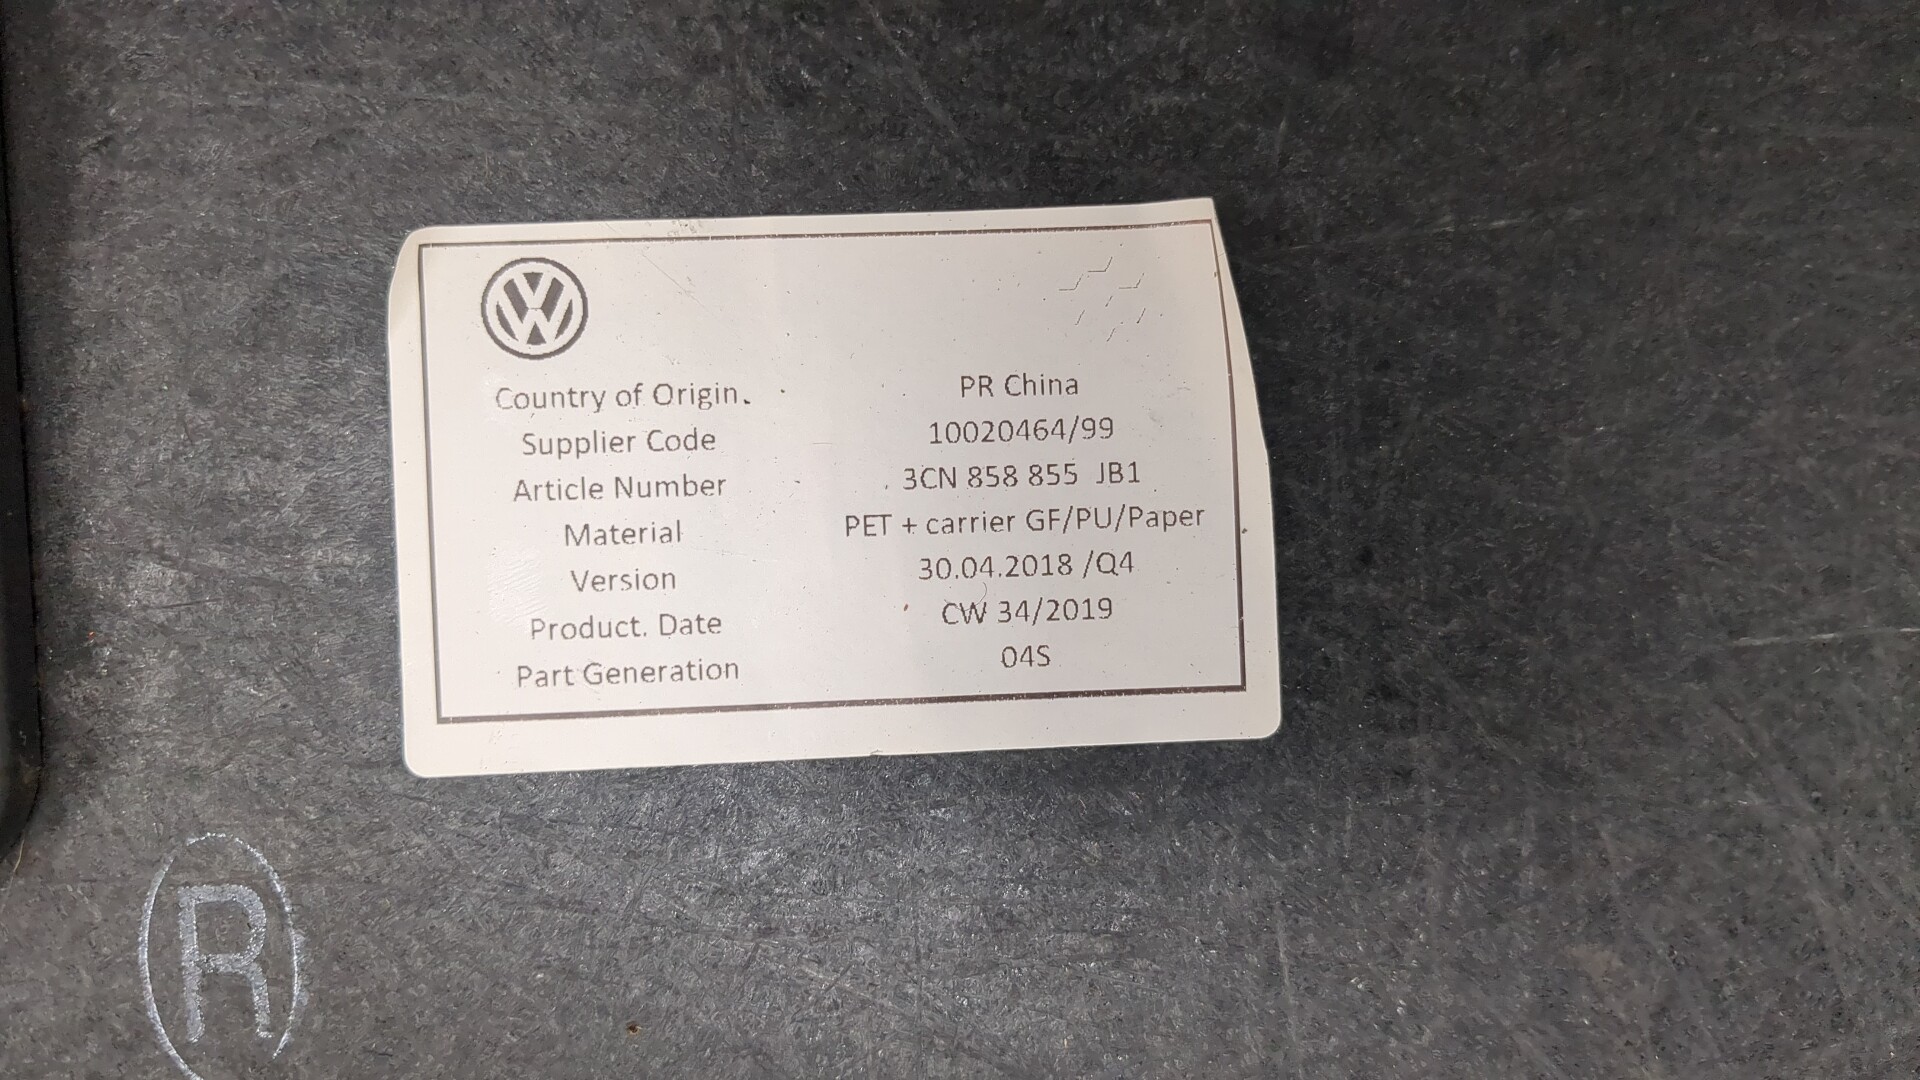 VW
Country of Origin. PR China
Supplier Code 10020464/99
Article Number 3CN 858 855 JB1
Material PET + carrier GF/PU/Paper
Version 30.04.2018 /Q4
Product. Date CW 34/2019
Part Generation 04S
R